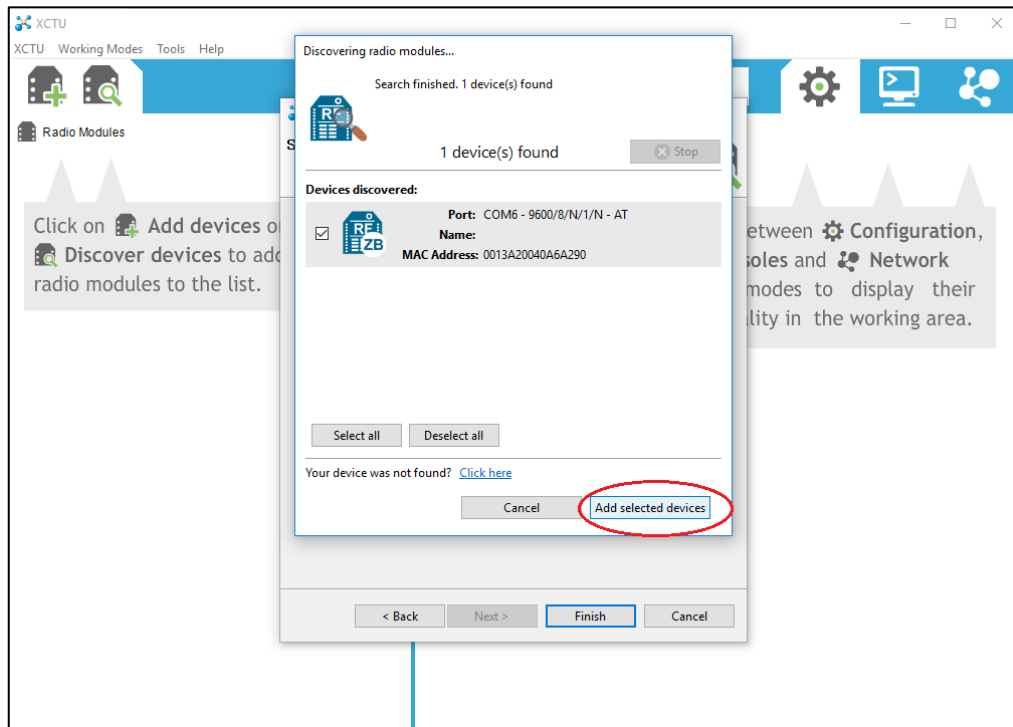 XCTU
XCTU Working Modes Tools Help
Radio Modules
Click on Add devices o
Discover devices to add
radio modules to the list.
S
Discovering radio modules...
Search finished. 1 device(s) found
RF
1 device(s) found
Stop
Devices discovered:
RF
ZB
Port: COM6 - 9600/8/N/1/N - AT
Name:
MAC Address: 0013A20040A6A290
Select all
Deselect all
Your device was not found? Click here
Cancel
Add selected devices
< Back
Next >
Finish
Cancel
etween Configuration,
soles and Network
modes to display their
lity in the working area.